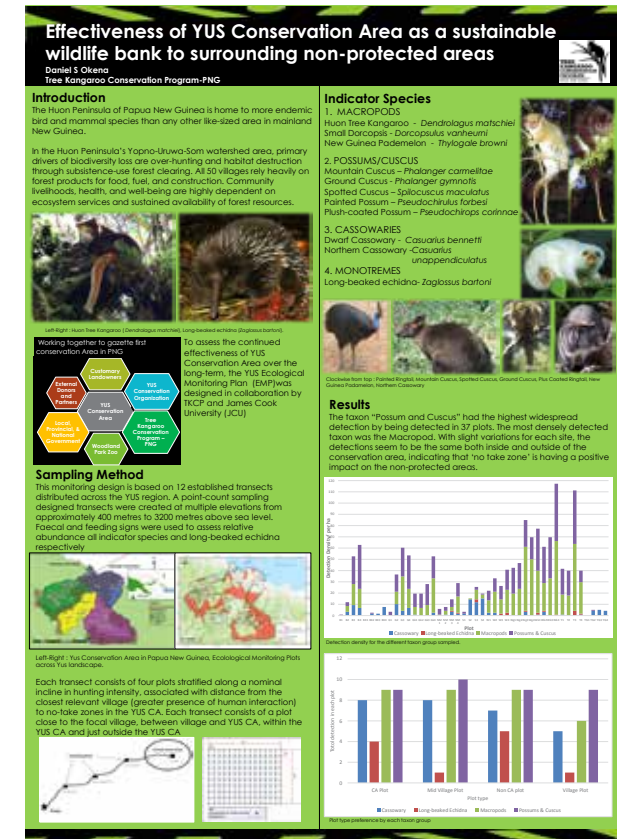 Effectiveness of YUS Conservation Area as a sustainable
wildlife bank to surrounding non-protected areas
Daniel S Okena
Tree Kangaroo Conservation Program-PNG
Introduction
The Huon Peninsula of Papua New Guinea is home to more endemic
bird and mammal species than any other like-sized area in mainland
New Guinea.
In the Huon Peninsula's Yopno-Uruwa-Som watershed area, primary
drivers of biodiversity loss are over-hunting and habitat destruction
through subsistence-use forest clearing. All 50 villages rely heavily on
forest products for food, fuel, and construction. Community
livelihoods, health, and well-being are highly dependent on
ecosystem services and sustained availability of forest resources.
Left-Right : Huon Tree Kangaroo ( Dendrolagus matchiei), Long-beaked echidna (Zaglossus bartoni).
Working together to gazette first
conservation Area in PNG
Customary
Landowners
External
Donors
and
Partners
YUS
Conservation
Organization
YUS
Conservation
Area
Local,
Provincial, &
National
Government
Tree
Kangaroo
Conservation
Program –
PNG
Woodland
Park Zoo
To assess the continued
effectiveness of YUS
Conservation Area over the
long-term, the YUS Ecological
Monitoring Plan (EMP)was
designed in collaboration by
TKCP and James Cook
University (JCU)
Sampling Method
This monitoring design is based on 12 established transects
distributed across the YUS region. A point-count sampling
designed transects were created at multiple elevations from
approximately 400 metres to 3200 metres above sea level.
Faecal and feeding signs were used to assess relative
abundance all indicator species and long-beaked echidna
respectively
Left-Right : Yus Conservation Area in Papua New Guinea, Ecolological Monitoring Plots
across Yus landscape.
Each transect consists of four plots stratified along a nominal
incline in hunting intensity, associated with distance from the
closest relevant village (greater presence of human interaction)
to no-take zones in the YUS CA. Each transect consists of a plot
close to the focal village, between village and YUS CA, within the
YUS CA and just outside the YUS CA
Indicator Species
1. MACROPODS
Huon Tree Kangaroo - Dendrolagus matschiei
Small Dorcopsis - Dorcopsulus vanheurni
New Guinea Pademelon - Thylogale browni
2. POSSUMS/CUSCUS
Mountain Cuscus – Phalanger carmelitae
Ground Cuscus - Phalanger gymnotis
Spotted Cuscus – Spilocuscus maculatus
Painted Possum – Pseudochirulus forbesi
Plush-coated Possum – Pseudochirops corinnae
3. CASSOWARIES
Dwarf Cassowary - Casuarius bennetti
Northern Cassowary -Casuarius
unappendiculatus
4. MONOTREMES
Long-beaked echidna- Zaglossus bartoni
Clockwise from top : Painted Ringtail, Mountain Cuscus, Spotted Cuscus, Ground Cuscus, Plus Coated Ringtail, New
Guinea Padamelon, Northern Cassowary
Results
The taxon "Possum and Cuscus" had the highest widespread
detection by being detected in 37 plots. The most densely detected
taxon was the Macropod. With slight variations for each site, the
detections seem to be the same both inside and outside of the
conservation area, indicating that 'no take zone' is having a positive
impact on the non-protected areas.
Detection Density per ha
Plot
Cassowary Long-beaked Echidna Macropods Possums & Cuscus
Detection density for the different taxon group sampled.
Total detection in each plot
12
10
8
6
4
2
0
CA Plot Mid Village Plot Non CA plot Village Plot
Plot type
Cassowary Long-beaked Echidna Macropods Possums & Cuscus
Plot type preference by each taxon group